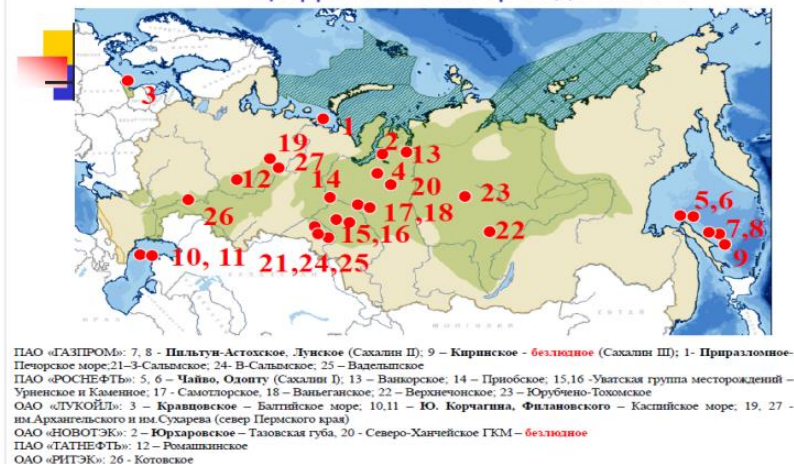 3
1
19
27
2
13
12
4
20
14
23
26
17,18
5,6
15,16
22
7,8
10, 11
9
21,24,25
ПАО «ГАЗПРОМ»: 7, 8 - Пильтун-Астохское, Лунское (Сахалин II); 9 – Киринское - безлюдное (Сахалин III); 1- Приразломное-
Печорское море;21–З-Салымское; 24- В-Салымское; 25 – Ваделыпское
ПАО «РОСНЕФТЬ»: 5, 6 – Чайво, Одопту (Сахалин I); 13 – Ванкорское; 14 – Приобское; 15,16 -Уватская группа месторождений –
Урненское и Каменное; 17 - Самотлорское, 18 – Ваньеганское; 22 – Верхнечонское; 23 – Юрубчено-Тохомское
ОАО «ЛУКОЙЛ»: 3 – Кравцовское – Балтийское море; 10,11 – Ю. Корчагина, Филановского – Каспийское море; 19, 27 -
им.Архангельского и им.Сухарева (север Пермского края)
ОАО «НОВОТЭК»: 2 – Юрхаровское – Тазовская губа, 20 - Северо-Ханчейское ГКМ – безлюдное
ПАО «ТАТНЕФТЬ»: 12 – Ромашкинское
ОАО «РИТЭК»: 26 - Котовское